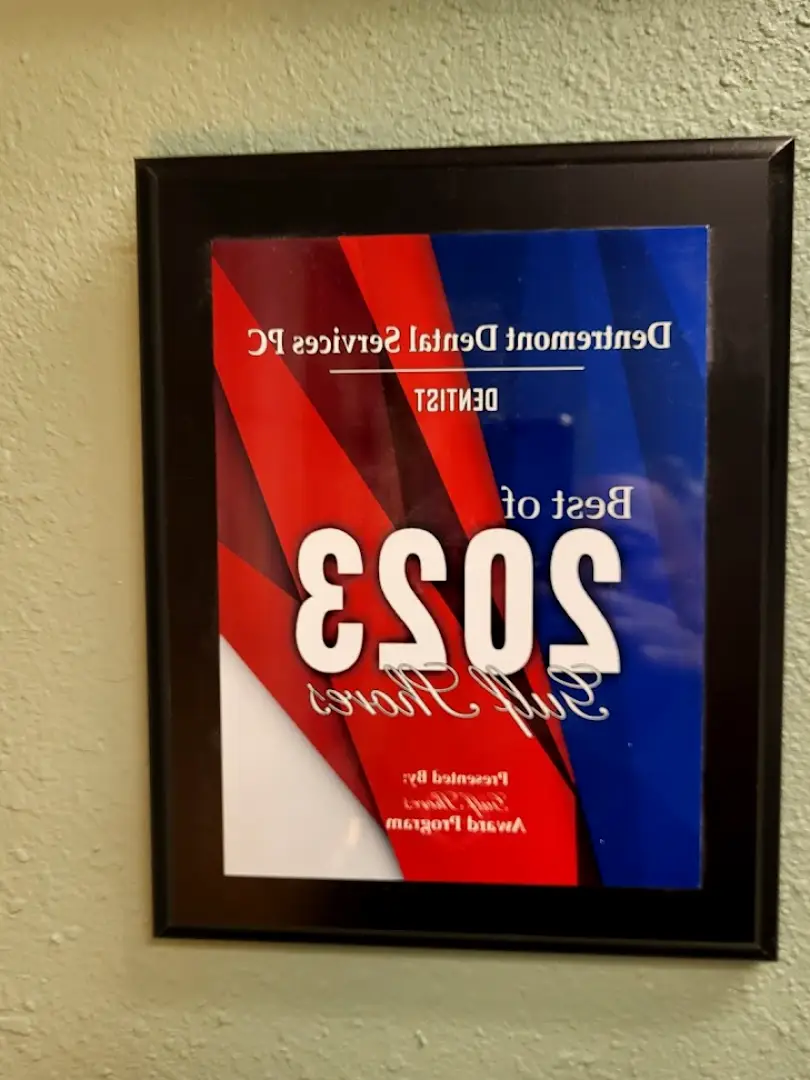 Dentremont Dental Services PC
DENTIST
Best of
2023
Gulf Shores
Presented By:
Gulf Shores
Award Program